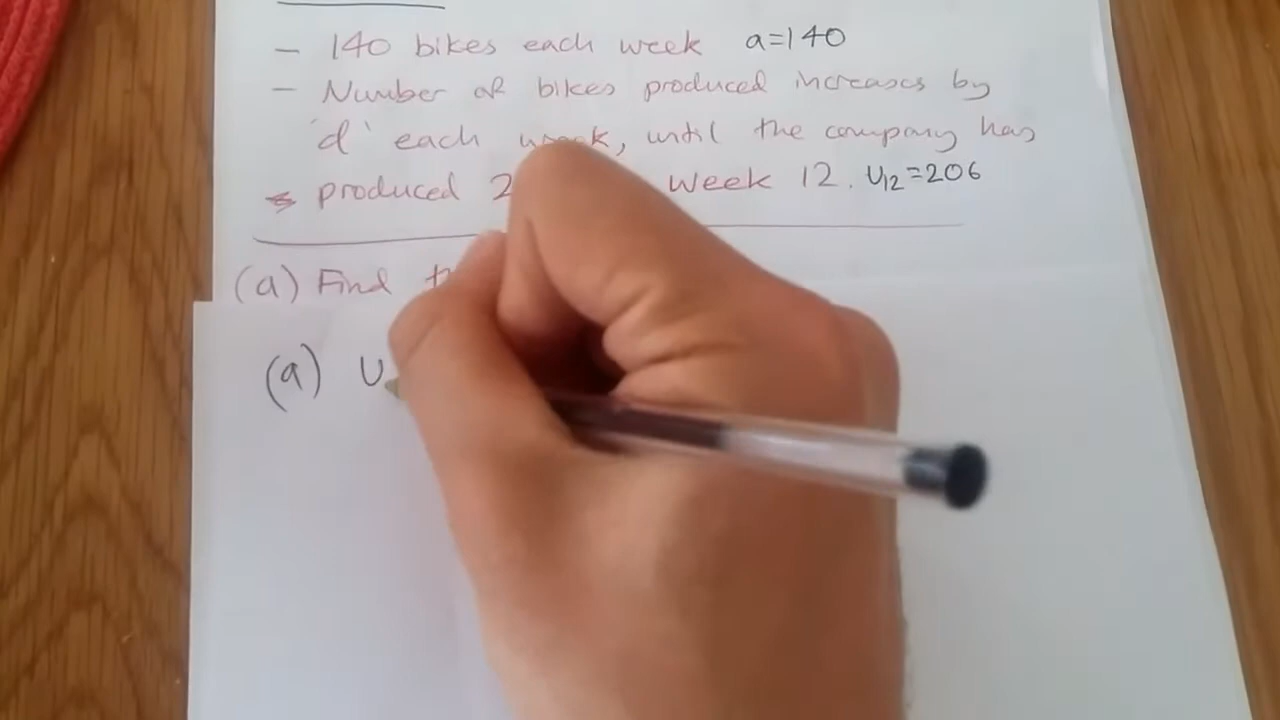 - 140 bikes each week a=140
- Number of bikes produced increases by
'd' each week, until the company has
produced 2 week 12. U12=206
(a) Find
(a) U